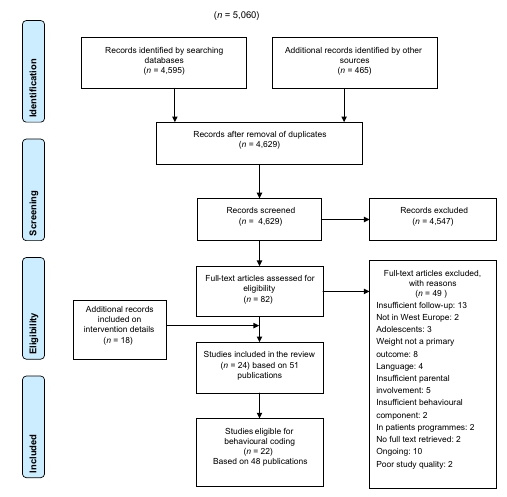 (n = 5,060)
Identification
Records identified by searching
databases
(n = 4,595)
Additional records identified by other
sources
(n = 465)
Records after removal of duplicates
(n = 4,629)
Screening
Records screened
(n = 4,629)
Records excluded
(n = 4,547)
Eligibility
Full-text articles assessed for
eligibility
(n = 82)
Full-text articles excluded,
with reasons
(n = 49 )
Insufficient follow-up: 13
Not in West Europe: 2
Adolescents: 3
Weight not a primary
outcome: 8
Language: 4
Insufficient parental
involvement: 5
Insufficient behavioural
component: 2
In patients programmes: 2
No full text retrieved: 2
Ongoing: 10
Poor study quality: 2
Additional records
included on
intervention details
(n = 18)
Studies included in the review
(n = 24) based on 51
publications
Included
Studies eligible for
behavioural coding
(n = 22)
Based on 48 publications